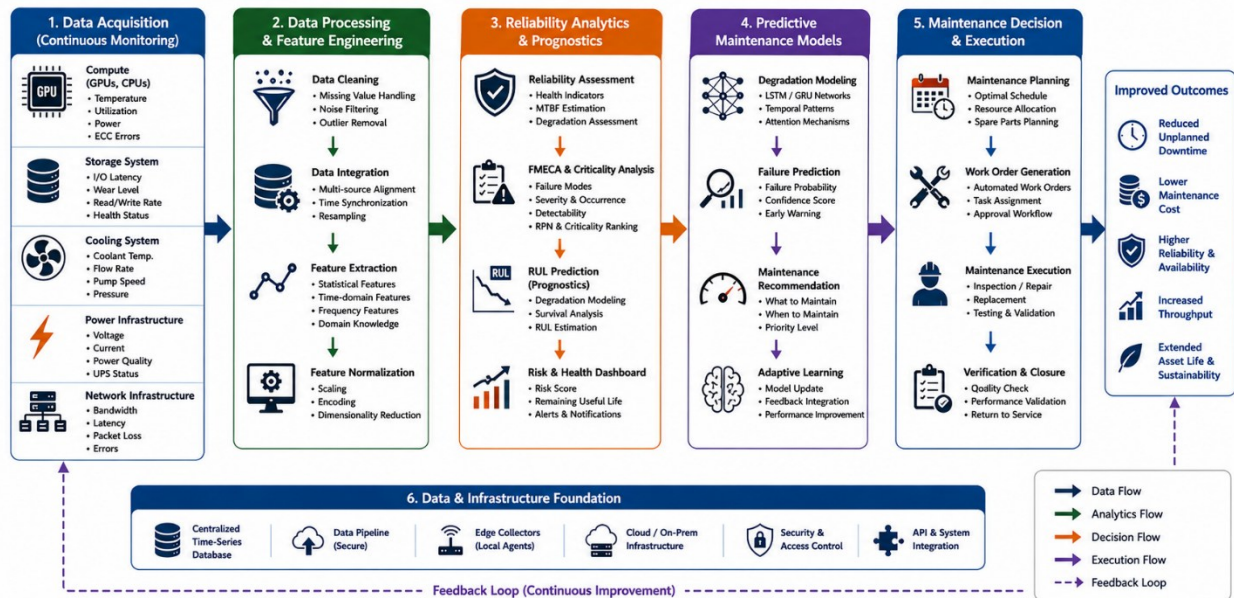 1. Data Acquisition
(Continuous Monitoring)
GPU
Compute
(GPUs, CPUs)
• Temperature
• Utilization
• Power
• ECC Errors
Storage System
• I/O Latency
• Wear Level
• Read/Write Rate
• Health Status
Cooling System
• Coolant Temp.
• Flow Rate
• Pump Speed
• Pressure
Power Infrastructure
• Voltage
• Current
• Power Quality
• UPS Status
Network Infrastructure
• Bandwidth
• Latency
• Packet Loss
• Errors
2. Data Processing
& Feature Engineering
Data Cleaning
• Missing Value Handling
• Noise Filtering
• Outlier Removal
Data Integration
• Multi-source Alignment
• Time Synchronization
• Resampling
Feature Extraction
• Statistical Features
• Time-domain Features
• Frequency Features
• Domain Knowledge
Feature Normalization
• Scaling
• Encoding
• Dimensionality Reduction
3. Reliability Analytics
& Prognostics
Reliability Assessment
• Health Indicators
• MTBF Estimation
• Degradation Assessment
FMECA & Criticality Analysis
• Failure Modes
• Severity & Occurrence
• Detectability
• RPN & Criticality Ranking
RUL
RUL Prediction
(Prognostics)
• Degradation Modeling
• Survival Analysis
• RUL Estimation
Risk & Health Dashboard
• Risk Score
• Remaining Useful Life
• Alerts & Notifications
4. Predictive
Maintenance Models
Degradation Modeling
• LSTM / GRU Networks
• Temporal Patterns
• Attention Mechanisms
Failure Prediction
• Failure Probability
• Confidence Score
• Early Warning
Maintenance
Recommendation
• What to Maintain
• When to Maintain
• Priority Level
Adaptive Learning
• Model Update
• Feedback Integration
• Performance Improvement
5. Maintenance Decision
& Execution
Maintenance Planning
• Optimal Schedule
• Resource Allocation
• Spare Parts Planning
Work Order Generation
• Automated Work Orders
• Task Assignment
• Approval Workflow
Maintenance Execution
• Inspection / Repair
• Replacement
• Testing & Validation
Verification & Closure
• Qoality Check
• Performance Validation
• Return to Service
Improved Outcomes
Reduced
Unplanned
Downtime
$
Lower
Maintenance
Cost
Higher
Reliability &
Availability
Increased
Throughput
Extended
Asset Life &
Sustainability
6. Data & Infrastructure Foundation
Centralized
Time-Series
Database
Data Pipeline
(Secure)
Edge Collectors
(Local Agents)
Cloud / On-Prem
Infrastructure
Security &
Access Control
API & System
Integration
Data Flow
Analytics Flow
Decision Flow
Execution Flow
Feedback Loop
Feedback Loop (Continuous Improvement)